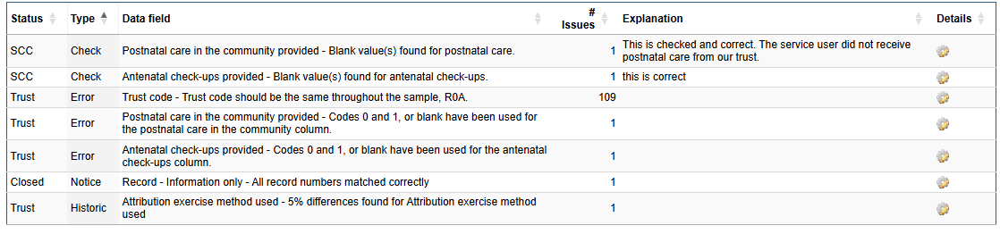 Status Type Data field # Issues Explanation Details
SCC Check Postnatal care in the community provided - Blank value(s) found for postnatal care. 1 This is checked and correct. The service user did not receive
postnatal care from our trust.
SCC Check Antenatal check-ups provided - Blank value(s) found for antenatal check-ups. 1 this is correct
Trust Error Trust code - Trust code should be the same throughout the sample, R0A. 109
Trust Error Postnatal care in the community provided - Codes 0 and 1, or blank have been used for 1
the postnatal care in the community column.
Trust Error Antenatal check-ups provided - Codes 0 and 1, or blank have been used for the antenatal 1
check-ups column.
Closed Notice Record - Information only - All record numbers matched correctly 1
Trust Historic Attribution exercise method used - 5% differences found for Attribution exercise method 1
used